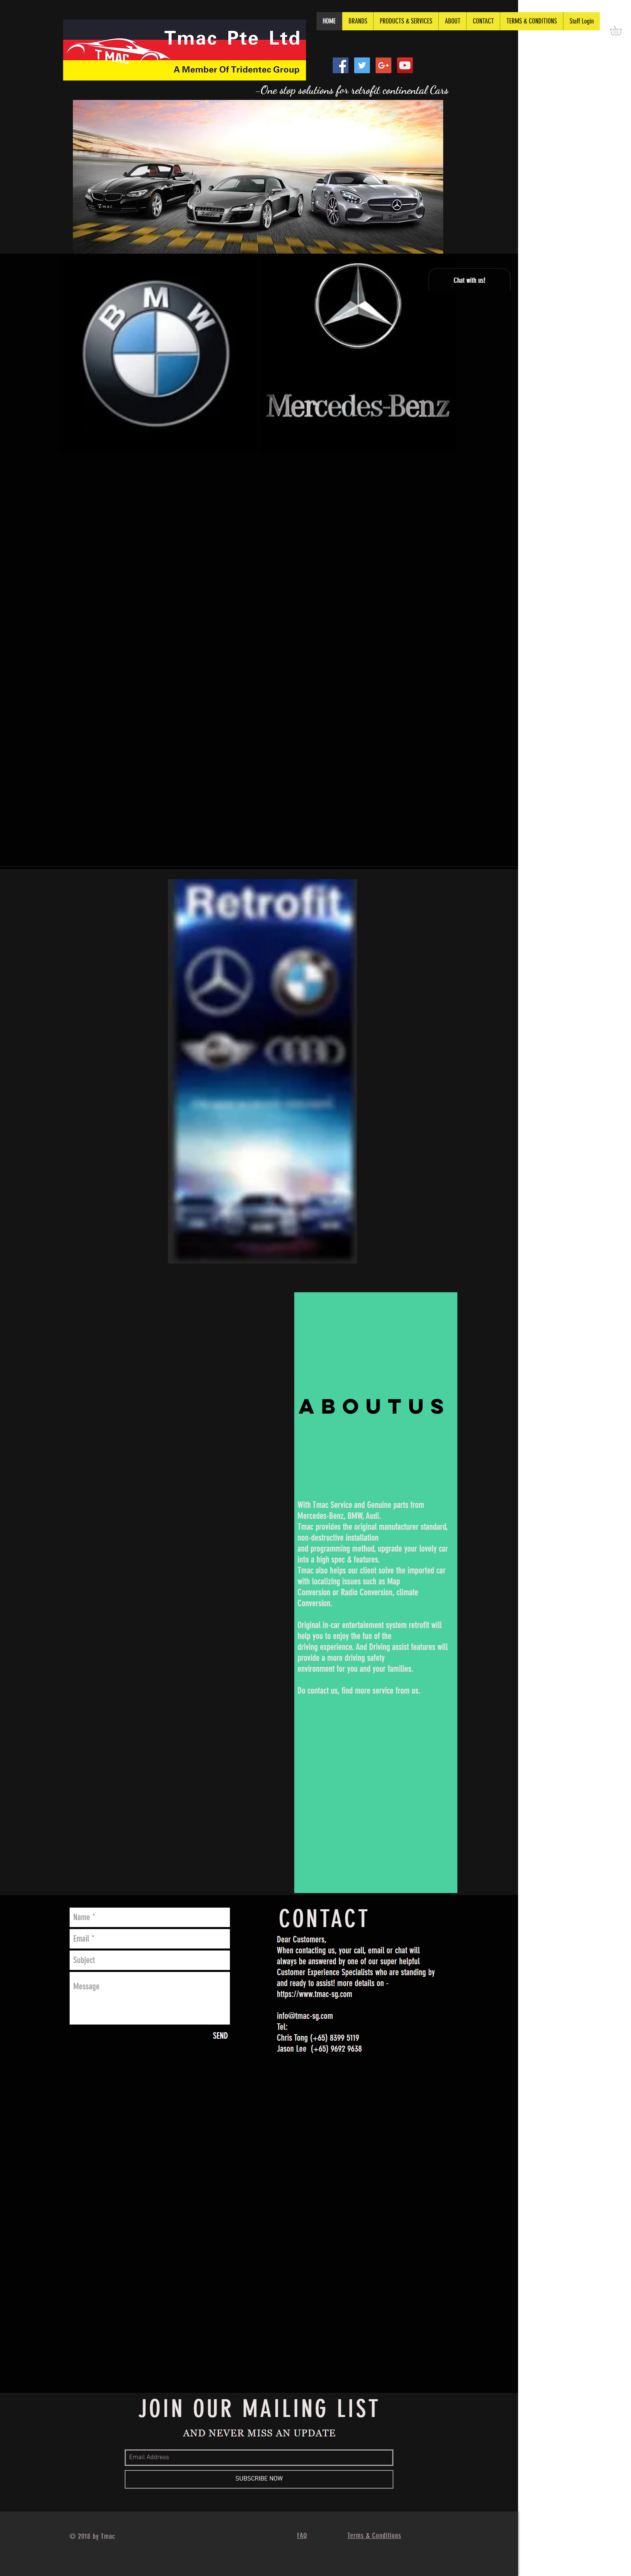 HOME
BRANDS
PRODUCTS & SERVICES
ABOUT
CONTACT
TERMS & CONDITIONS
Staff Login
Tmac Pte Ltd
TMAC
A Member Of Tridentec Group
-One stop solutions for retrofit continental Cars
Tmac
BMW
Mercedes-Benz
Chat with us!
Retrofit
ABOUTUS
With Tmac Service and Genuine parts from
Mercedes-Benz, BMW, Audi.
Tmac provides the original manufacturer standard,
non-destructive installation
and programming method, upgrade your lovely car
into a high spec & features.
Tmac also helps our client solve the imported car
with localizing issues such as Map
Conversion or Radio Conversion, climate
Conversion.
Original in-car entertainment system retrofit will
help you to enjoy the fun of the
driving experience. And Driving assist features will
provide a more driving safety
environment for you and your families.
Do contact us, find more service from us.
Name *
Email *
Subject
Message
SEND
CONTACT
Dear Customers,
When contacting us, your call, email or chat will
always be answered by one of our super helpful
Customer Experience Specialists who are standing by
and ready to assist! more details on -
https://www.tmac-sg.com
info@tmac-sg.com
Tel:
Chris Tong (+65) 8399 5119
Jason Lee (+65) 9692 9638
JOIN OUR MAILING LIST
AND NEVER MISS AN UPDATE
Email Address
SUBSCRIBE NOW
© 2018 by Tmac
FAQ
Terms & Conditions